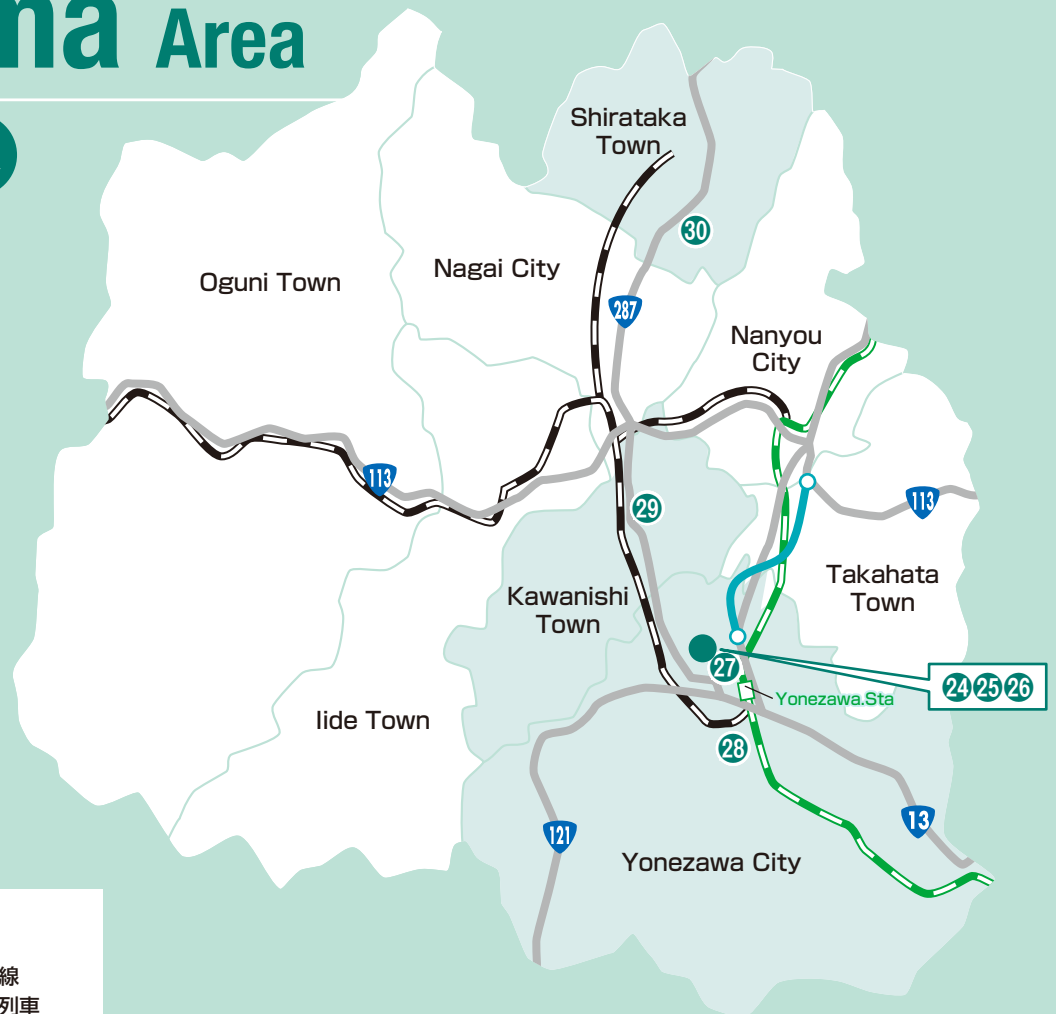 na Area
Shirataka
Town
30
Oguni Town
Nagai City
287
Nanyou
City
113
29
113
Takahata
Town
Kawanishi
Town
27
24 25 26
Yonezawa.Sta
Iide Town
28
121
13
Yonezawa City
線
列車